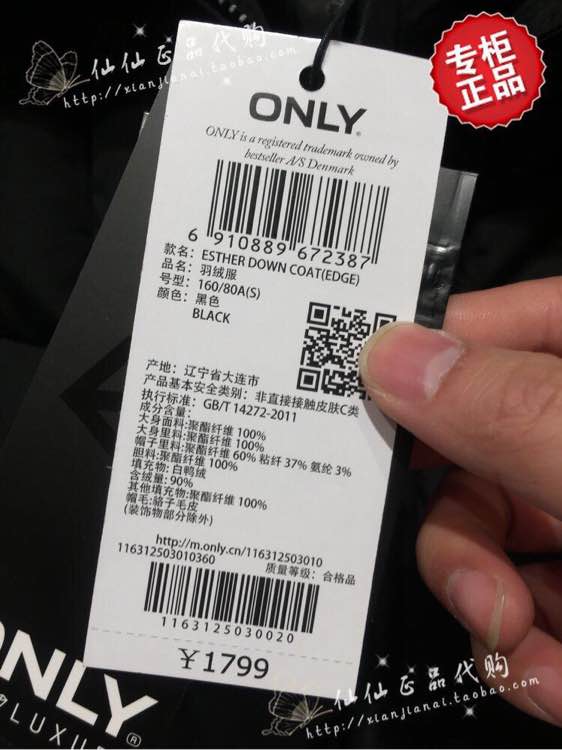 仙仙正品代购
http://xianjianai.taobao.com
专柜
正品
ONLY®
ONLY is a registered trademark owned by
bestseller A/S Denmark
6 910889 672387
款名：ESTHER DOWN COAT(EDGE)
品名：羽绒服
号型：160/80A(S)
颜色：黑色
BLACK
产地：辽宁省大连市
产品基本安全类别：非直接接触皮肤C类
执行标准：GB/T 14272-2011
成分含量：
大身面料:聚酯纤维 100%
大身里料:聚酯纤维 100%
帽子里料:聚酯纤维 60% 粘纤 37% 氨纶 3%
胆料:聚酯纤维 100%
填充物: 白鸭绒
含绒量: 90%
其他填充物:聚酯纤维 100%
帽毛:貉子毛皮
(装饰物部分除外)
http://m.only.cn/116312503010
116312503010360
质量等级：合格品
1163125030020
￥1799
ONLY®
LUXU
仙仙正品代购
http://xianjianai.taobao.com